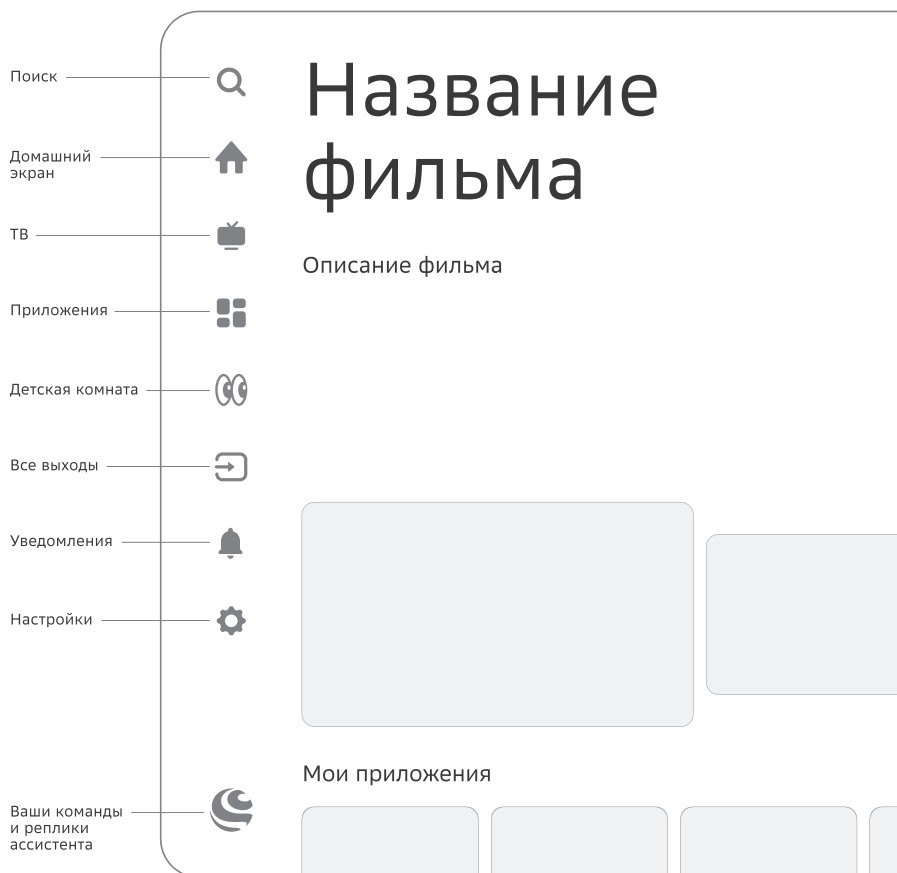 Поиск
Домашний
экран
ТВ
Приложения
Детская комната
Все выходы
Уведомления
Настройки
Ваши команды
и реплики
ассистента
Название
фильма
Описание фильма
Мои приложения